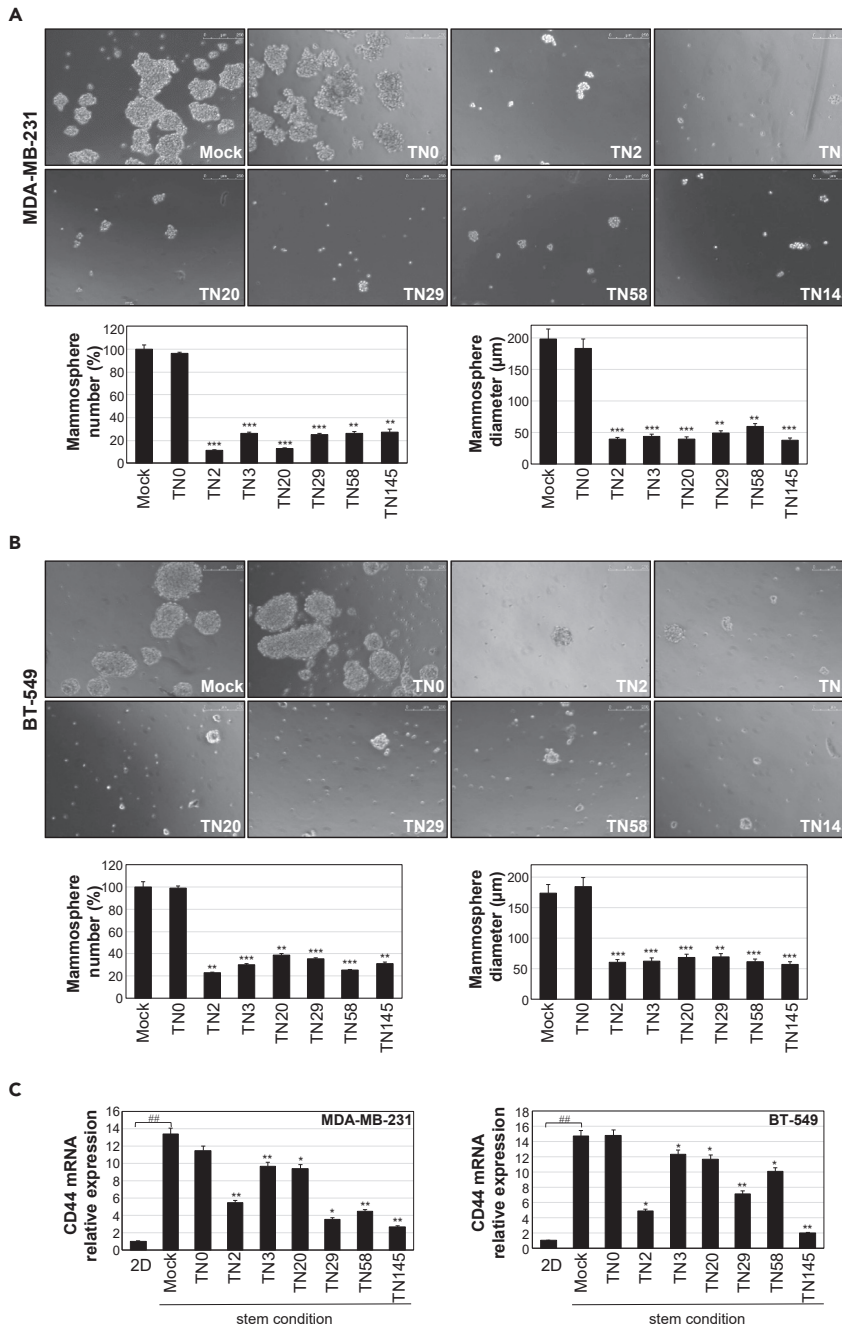 A
MDA-MB-231
Mock
TN0
TN2
TN
TN20
TN29
TN58
TN14
Mammosphere
number (%)
120
100
80
60
40
20
0
*** *** *** *** ** **
Mock
TN0
TN2
TN3
TN20
TN29
TN58
TN145
Mammosphere
diameter (µm)
200
150
100
50
0
*** *** *** ** ** ***
Mock
TN0
TN2
TN3
TN20
TN29
TN58
TN145
B
BT-549
Mock
TN0
TN2
TN
TN20
TN29
TN58
TN14
Mammosphere
number (%)
120
100
80
60
40
20
0
** *** ** *** *** **
Mock
TN0
TN2
TN3
TN20
TN29
TN58
TN145
Mammosphere
diameter (µm)
200
150
100
50
0
*** *** *** ** *** ***
Mock
TN0
TN2
TN3
TN20
TN29
TN58
TN145
C
CD44 mRNA
relative expression
16
14
12
10
8
6
4
2
0
MDA-MB-231
##
** ** * * ** **
2D
Mock
TN0
TN2
TN3
TN20
TN29
TN58
TN145
stem condition
CD44 mRNA
relative expression
18
16
14
12
10
8
6
4
2
0
BT-549
##
* * * ** * **
2D
Mock
TN0
TN2
TN3
TN20
TN29
TN58
TN145
stem condition